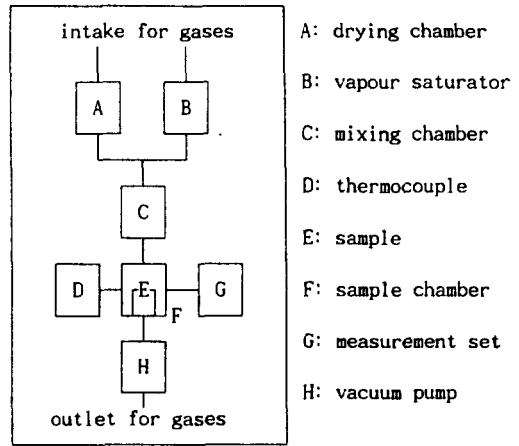 intake for gases
A
B
C
D
E
G
F
H
outlet for gases
A: drying chamber
B: vapour saturator
C: mixing chamber
D: thermocouple
E: sample
F: sample chamber
G: measurement set
H: vacuum pump